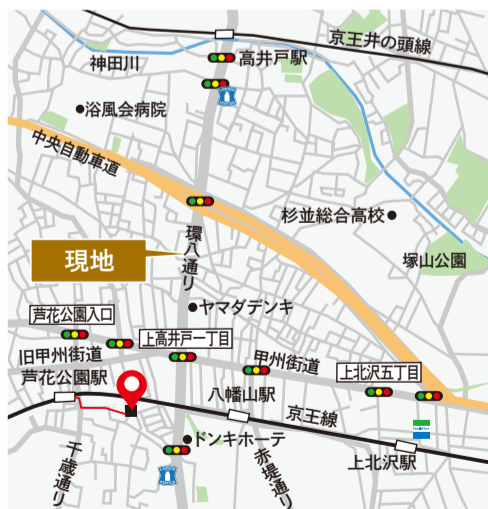 京王井の頭線
神田川
高井戸駅
浴風会病院
中央自動車道
杉並総合高校
環八通り
現地
塚山公園
ヤマダデンキ
芦花公園入口
上高井戸一丁目
旧甲州街道
甲州街道
上北沢五丁目
芦花公園駅
八幡山駅
京王線
ドンキホーテ
上北沢駅
千歳通り
赤堤通り